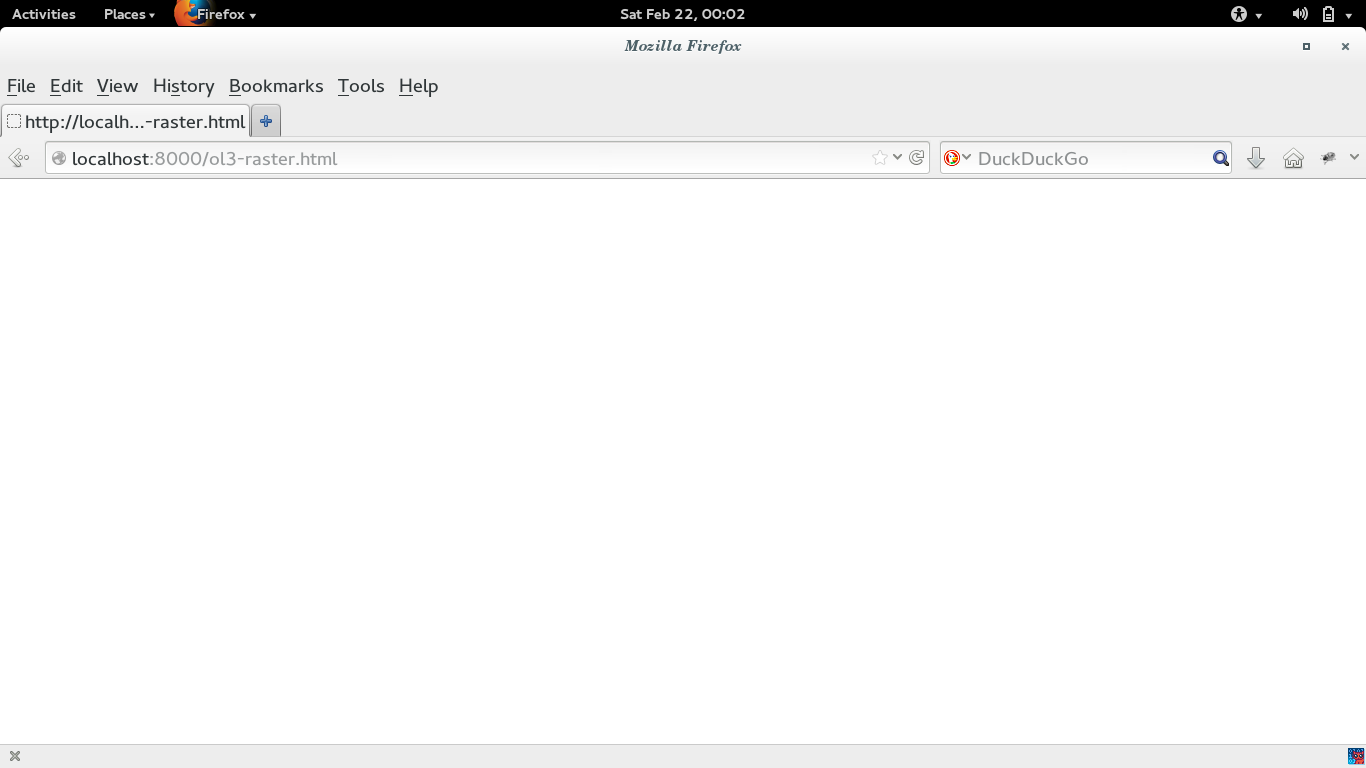 Activities Places Firefox Sat Feb 22, 00:02
Mozilla Firefox
File Edit View History Bookmarks Tools Help
http://localh...-raster.html
localhost:8000/ol3-raster.html DuckDuckGo